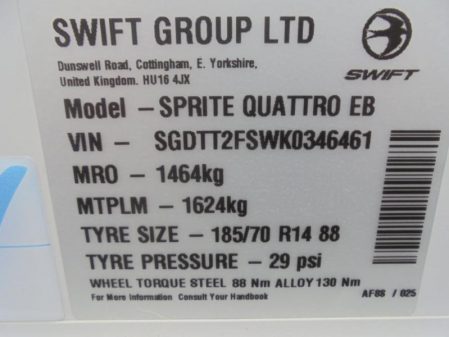 SWIFT GROUP LTD
Dunswell Road, Cottingham, E. Yorkshire,
United Kingdom. HU16 4JX
SWIFT
Model – SPRITE QUATTRO EB
VIN – SGDTT2FSWK0346461
MRO – 1464kg
MTPLM – 1624kg
TYRE SIZE – 185/70 R14 88
TYRE PRESSURE – 29 psi
WHEEL TORQUE STEEL 88 Nm ALLOY 130 Nm
For More Information Consult Your Handbook
AF88 / 025